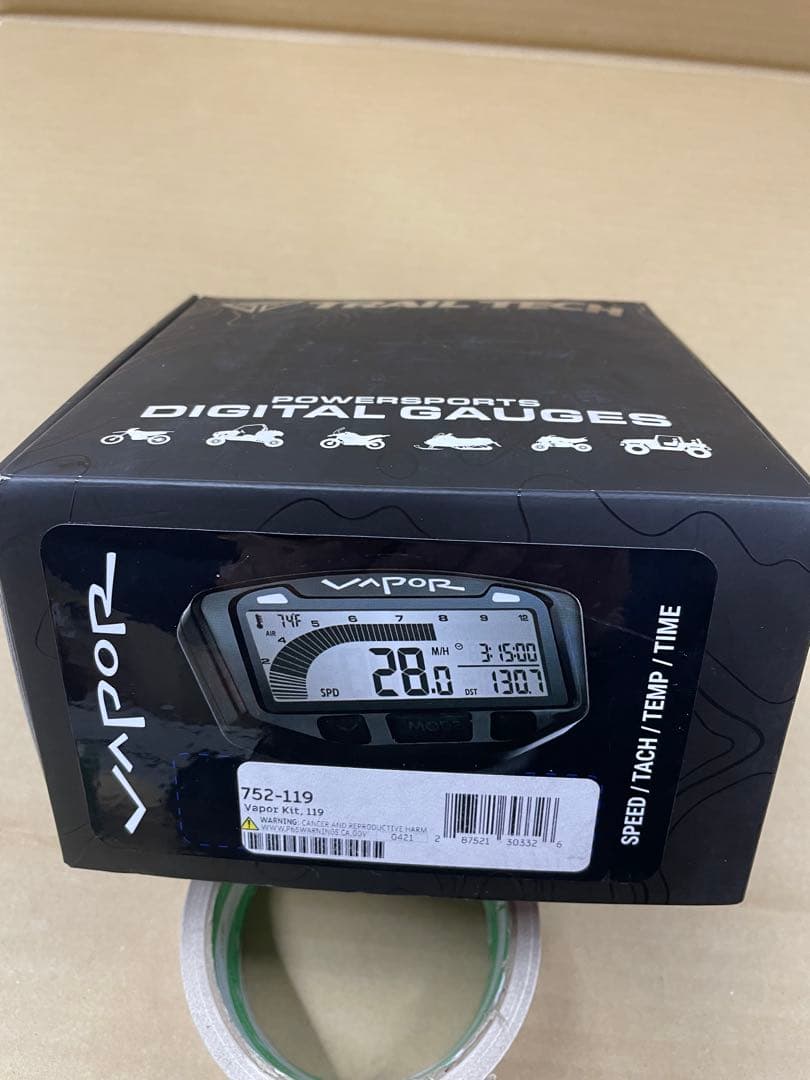 TRAIL TECH
POWERSPORTS
DIGITAL GAUGES
VAPOR
VAPOR
74F 5 6 7 8 9 10 12
AIR 4
2
M/H 3:15:00
SPD 28.0 DST 130.7
MODE
SPEED / TACH / TEMP / TIME
752-119
Vapor Kit, 119
WARNING: CANCER AND REPRODUCTIVE HARM
WWW.P65WARNINGS.CA.GOV
0421
2 87521 30332 6